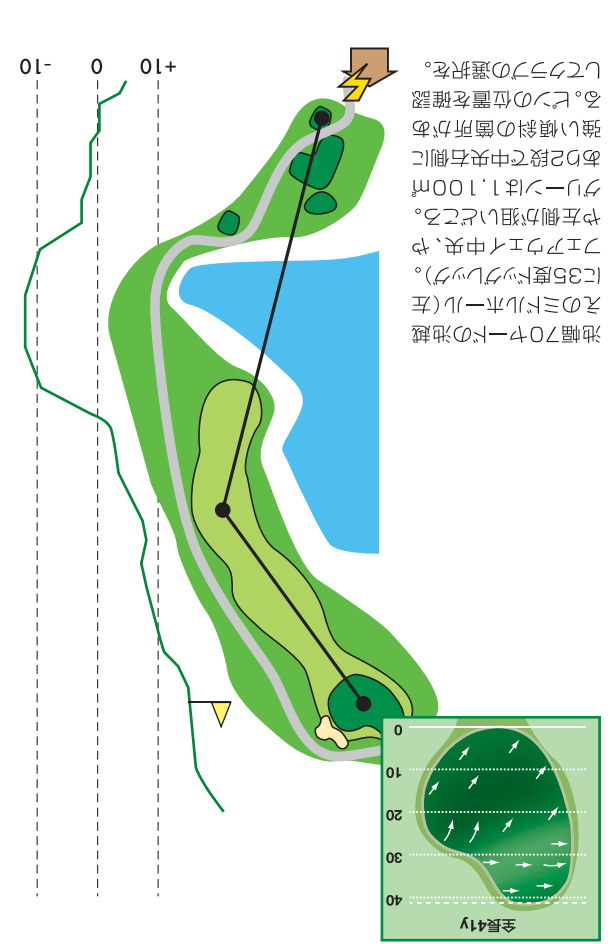 池幅70ヤードの池越
えのミドルホール(左
に35度ドッグレッグ)。
フェアウェイ中央、や
や左側が狙いどころ。
グリーンは1,100㎡
あり2段で中央右側に
強い傾斜の箇所があ
る。ピンの位置を確認
してクラブの選択を。
+10
0
-10
全長41y
40
30
20
10
0